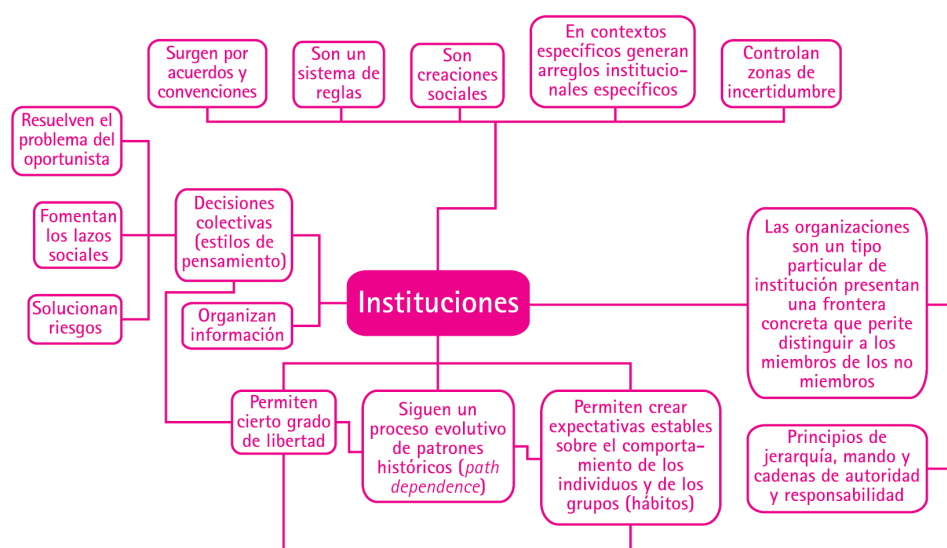 Surgen por
acuerdos y
convenciones
Son un
sistema de
reglas
Son
creaciones
sociales
En contextos
específicos generan
arreglos institucio-
nales específicos
Controlan
zonas de
incertidumbre
Resuelven el
problema del
oportunista
Fomentan
los lazos
sociales
Solucionan
riesgos
Decisiones
colectivas
(estilos de
pensamiento)
Organizan
información
Instituciones
Las organizaciones
son un tipo
particular de
institución presentan
una frontera
concreta que perite
distinguir a los
miembros de los no
miembros
Permiten
cierto grado
de libertad
Siguen un
proceso evolutivo
de patrones
históricos (path
dependence)
Permiten crear
expectativas estables
sobre el comporta-
miento de los
individuos y de los
grupos (hábitos)
Principios de
jerarquía, mando y
cadenas de autoridad
y responsabilidad